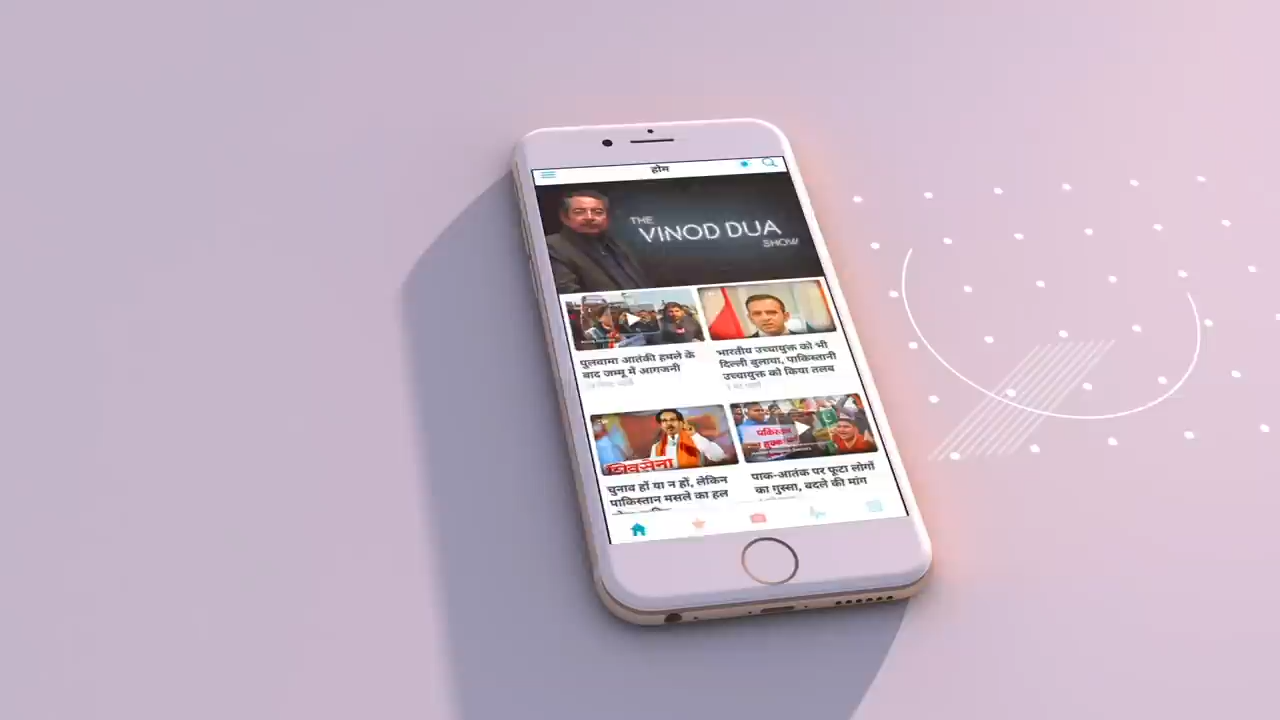 होम
THE
VINOD DUA
SHOW
पुलवामा आतंकी हमले के
बाद जम्मू में आगजनी
भारतीय उच्चायुक्त को भी
दिल्ली बुलाया, पाकिस्तानी
उच्चायुक्त को किया तलब
शिवसेना
चुनाव हों या न हों, लेकिन
पाकिस्तान मसले का हल
पाक-आतंक पर फूटा लोगों
का गुस्सा, बदले की मांग